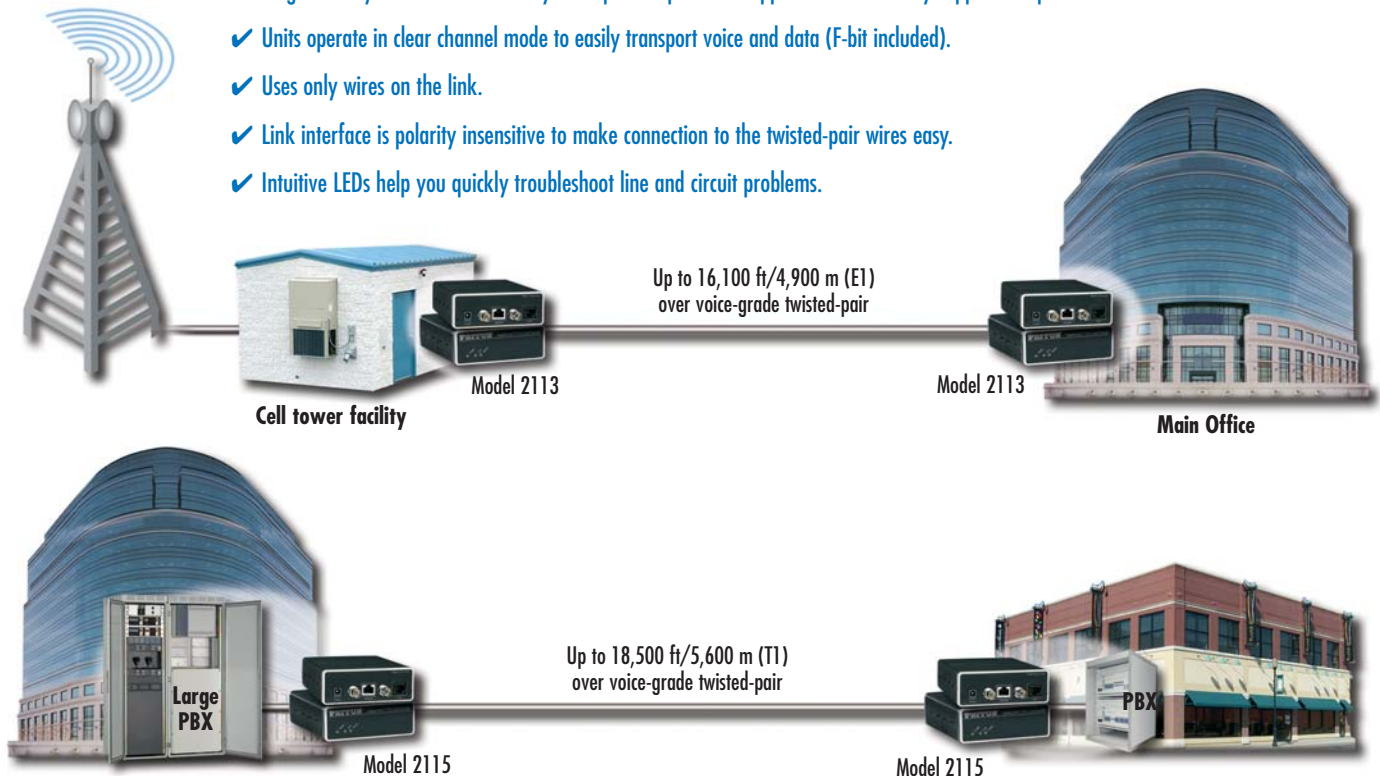 ✔ Units operate in clear channel mode to easily transport voice and data (F-bit included).
✔ Uses only wires on the link.
✔ Link interface is polarity insensitive to make connection to the twisted-pair wires easy.
✔ Intuitive LEDs help you quickly troubleshoot line and circuit problems.
Up to 16,100 ft/4,900 m (E1)
over voice-grade twisted-pair
Model 2113
Model 2113
Cell tower facility
Main Office
Large
PBX
Up to 18,500 ft/5,600 m (T1)
over voice-grade twisted-pair
PBX
Model 2115
Model 2115